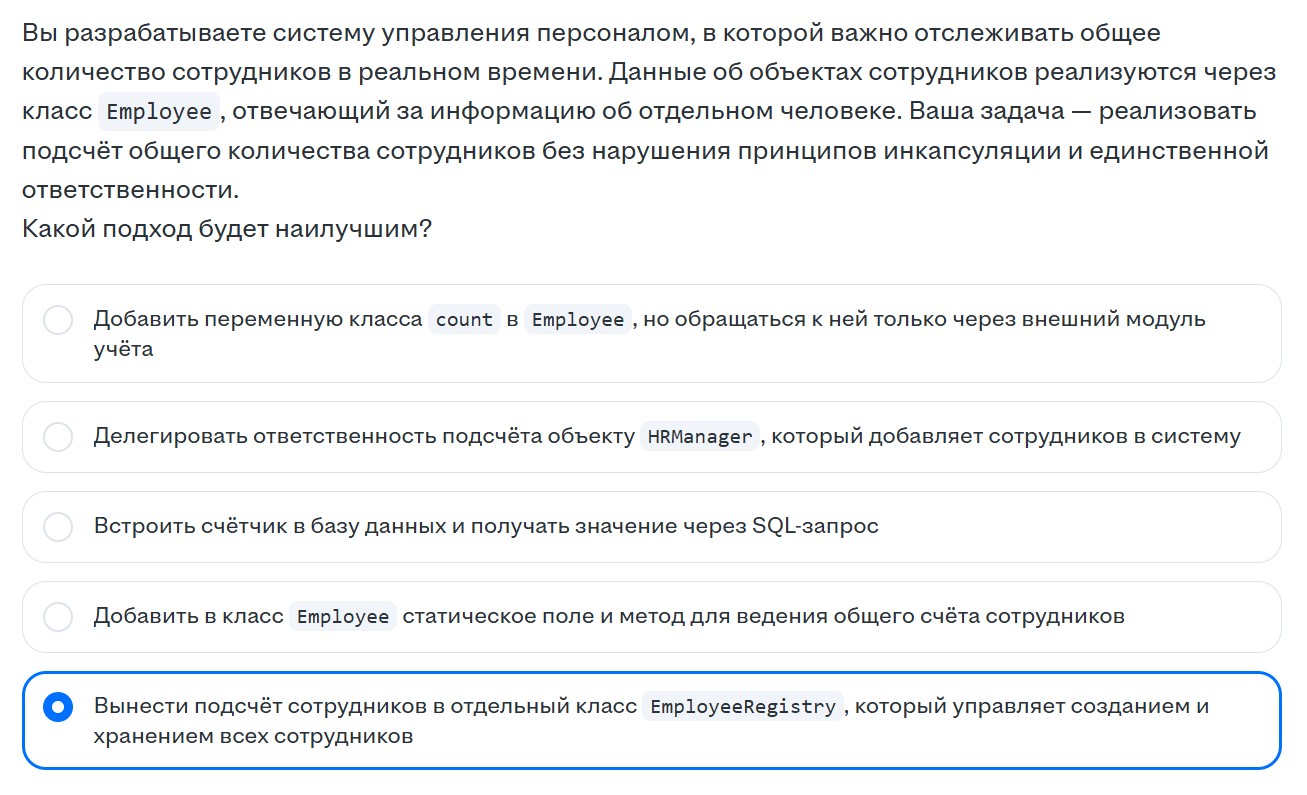 Вы разрабатываете систему управления персоналом, в которой важно отслеживать общее
количество сотрудников в реальном времени. Данные об объектах сотрудников реализуются через
класс Employee, отвечающий за информацию об отдельном человеке. Ваша задача — реализовать
подсчёт общего количества сотрудников без нарушения принципов инкапсуляции и единственной
ответственности.
Какой подход будет наилучшим?
Добавить переменную класса count в Employee, но обращаться к ней только через внешний модуль
учёта
Делегировать ответственность подсчёта объекту HRManager, который добавляет сотрудников в систему
Встроить счётчик в базу данных и получать значение через SQL-запрос
Добавить в класс Employee статическое поле и метод для ведения общего счёта сотрудников
Вынести подсчёт сотрудников в отдельный класс EmployeeRegistry, который управляет созданием и
хранением всех сотрудников